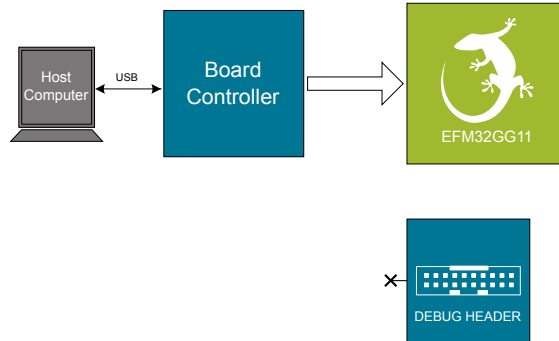 Host
Computer
USB
Board
Controller
EFM32GG11
DEBUG HEADER